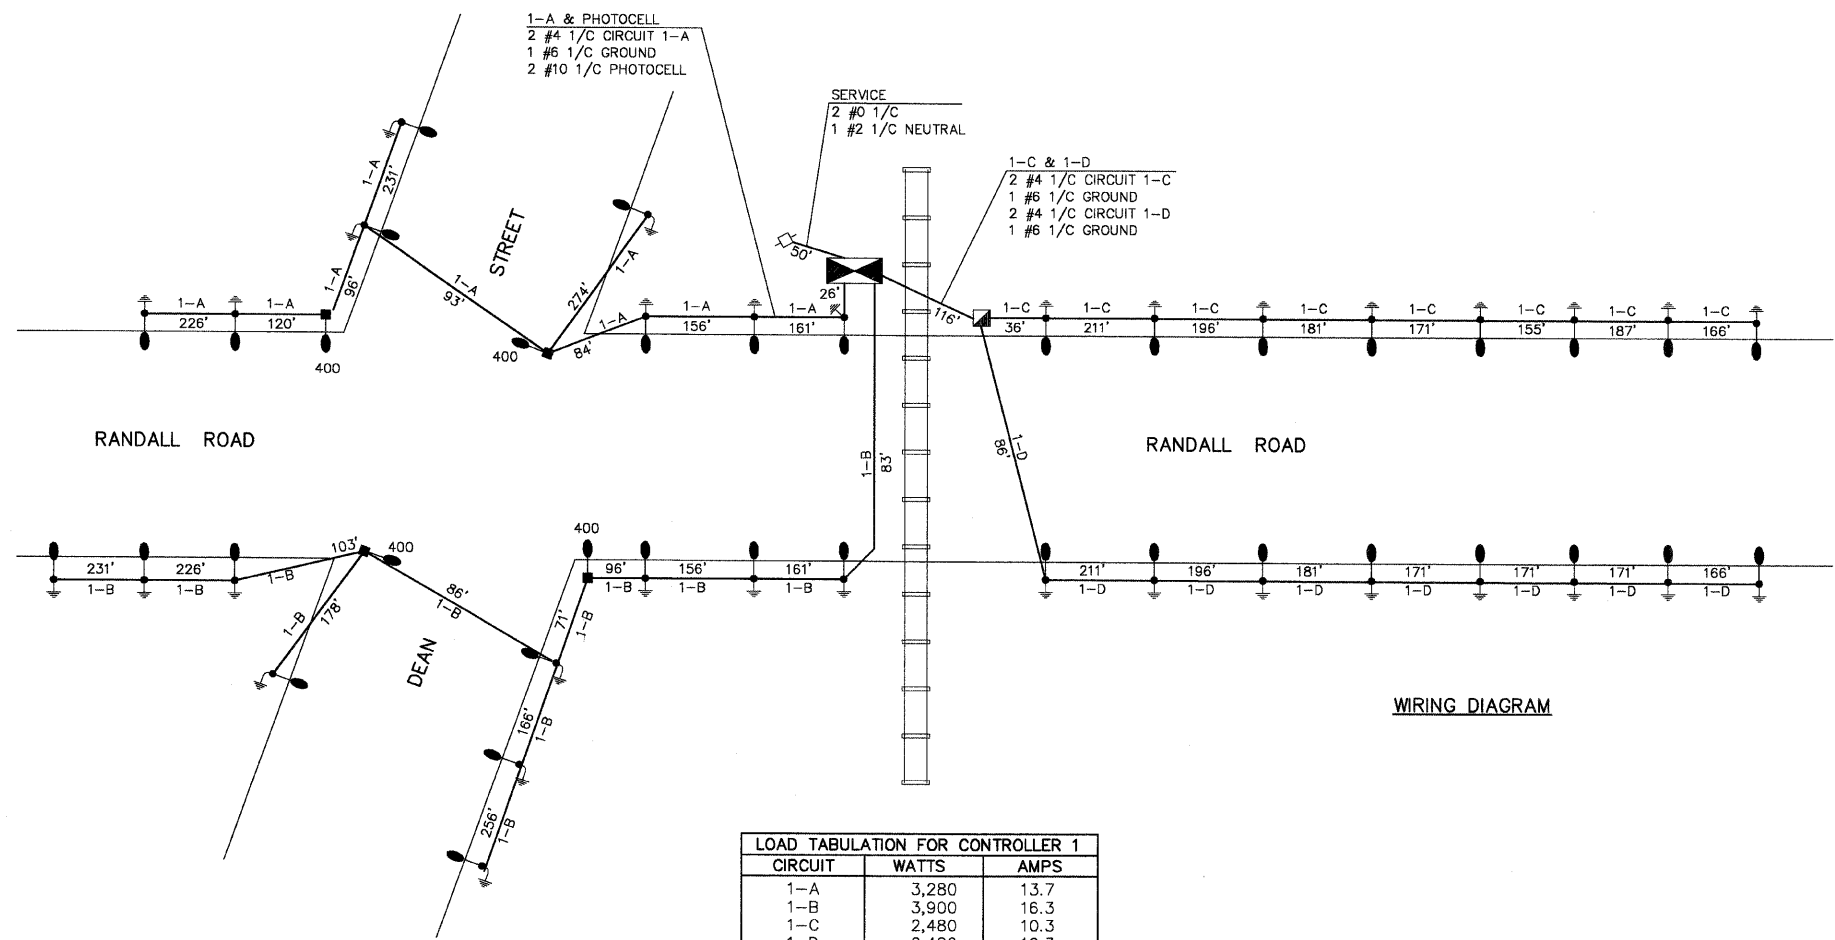 1-A & PHOTOCELL
2 #4 1/C CIRCUIT 1-A
1 #6 1/C GROUND
2 #10 1/C PHOTOCELL
SERVICE
2 #0 1/C
1 #2 1/C NEUTRAL
1-C & 1-D
2 #4 1/C CIRCUIT 1-C
1 #6 1/C GROUND
2 #4 1/C CIRCUIT 1-D
1 #6 1/C GROUND
1-A
231'
1-A
96'
STREET
1-A
93'
274'
1-A
50'
26'
116'
1-A
1-A
226'
120'
400
400
84'
1-A
1-A
1-A
156'
161'
1-C
1-C
1-C
1-C
1-C
1-C
1-C
1-C
36'
211'
196'
181'
171'
155'
187'
166'
RANDALL ROAD
RANDALL ROAD
1-B
83'
1-D
86'
231'
226'
103'
400
400
1-B
1-B
1-B
1-B
178'
86'
1-B
96'
156'
161'
1-B
1-B
1-B
71'
1-B
211'
196'
181'
171'
171'
171'
166'
1-D
1-D
1-D
1-D
1-D
1-D
1-D
DEAN
166'
1-B
256'
1-B
WIRING DIAGRAM
LOAD TABULATION FOR CONTROLLER 1
CIRCUIT WATTS AMPS
1-A 3,280 13.7
1-B 3,900 16.3
1-C 2,480 10.3
1-D